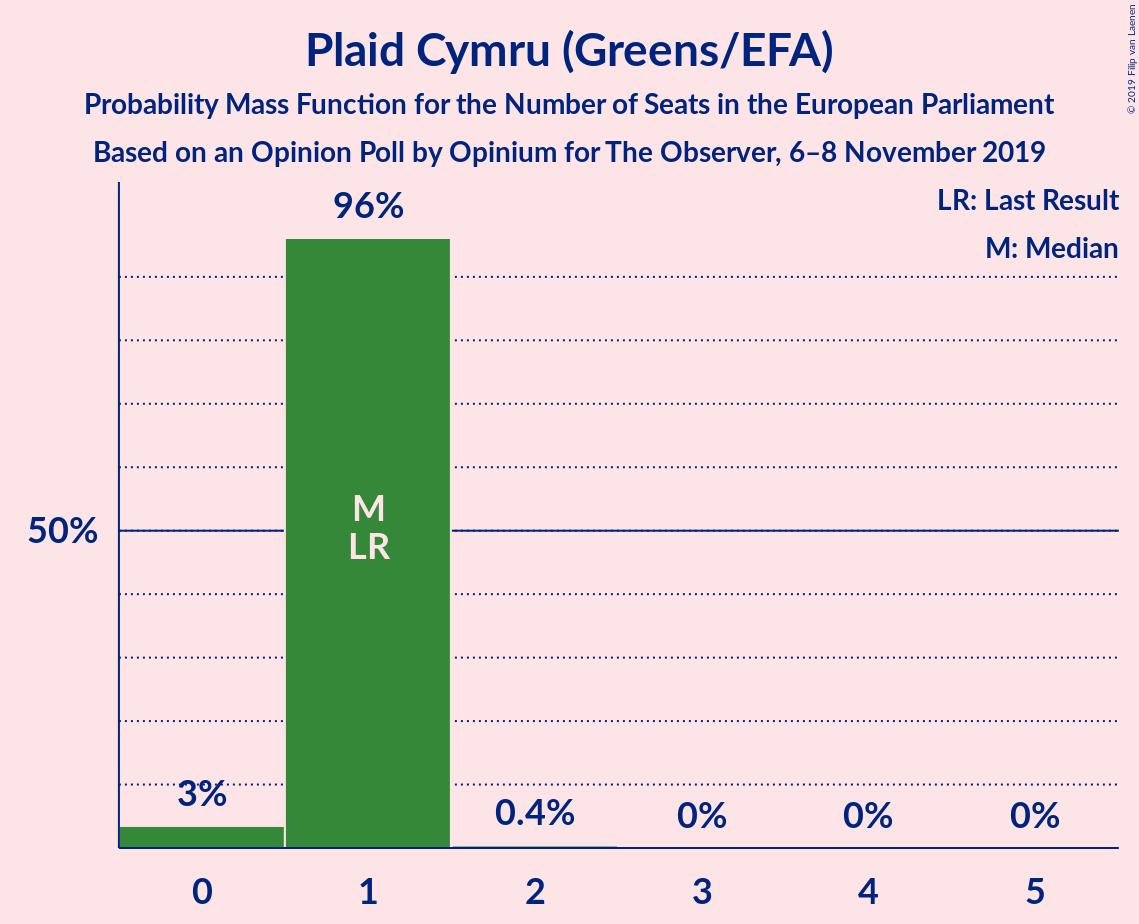 Plaid Cymru (Greens/EFA)
Probability Mass Function for the Number of Seats in the European Parliament
Based on an Opinion Poll by Opinium for The Observer, 6–8 November 2019
© 2019 Filip van Laenen
LR: Last Result
M: Median
96%
M
LR
50%
3%
0.4%
0%
0%
0%
0
1
2
3
4
5